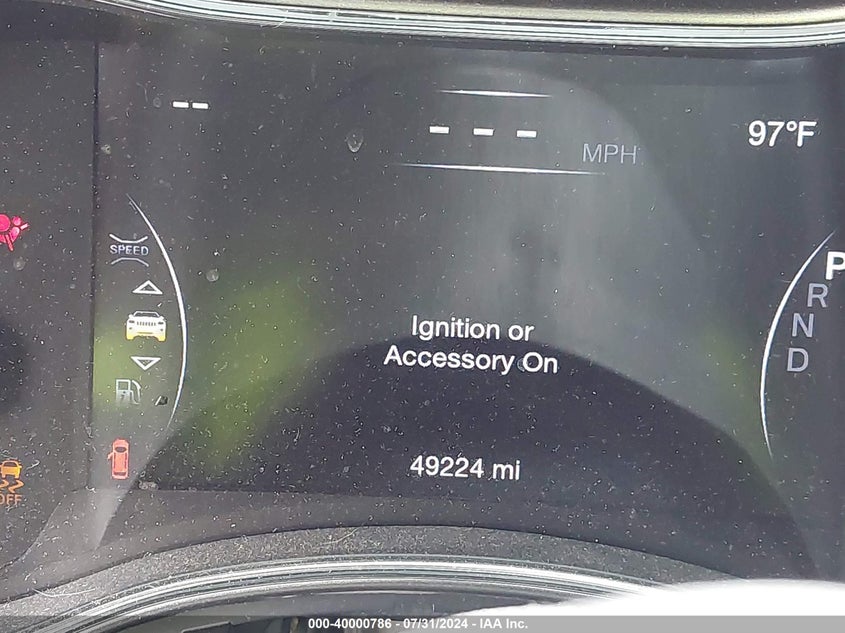 -- --- MPH 97°F
SPEED
P
R
N
D
Ignition or
Accessory On
49224 mi
OFF
000-40000786 - 07/31/2024 - IAA Inc.